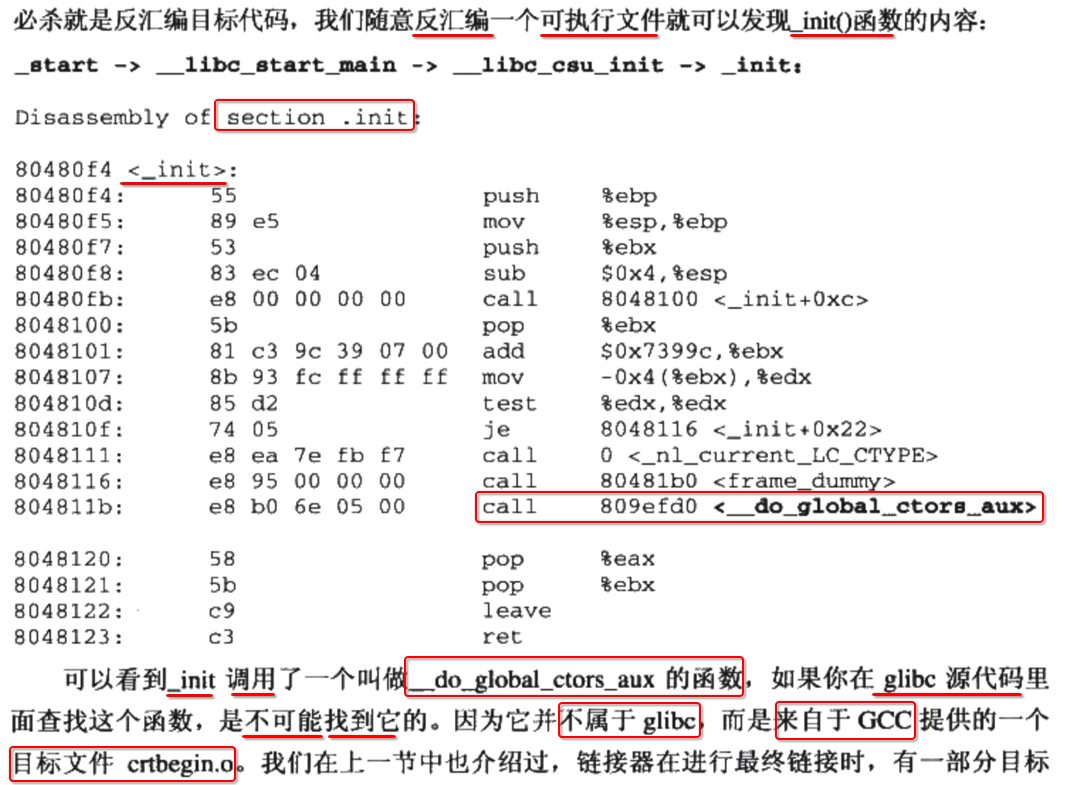 必杀就是反汇编目标代码，我们随意反汇编一个可执行文件就可以发现_init()函数的内容：
_start -> __libc_start_main -> __libc_csu_init -> _init:
Disassembly of section .init:
80480f4 <_init>:
80480f4: 55 push %ebp
80480f5: 89 e5 mov %esp,%ebp
80480f7: 53 push %ebx
80480f8: 83 ec 04 sub $0x4,%esp
80480fb: e8 00 00 00 00 call 8048100 <_init+0xc>
8048100: 5b pop %ebx
8048101: 81 c3 9c 39 07 00 add $0x7399c,%ebx
8048107: 8b 93 fc ff ff ff mov -0x4(%ebx),%edx
804810d: 85 d2 test %edx,%edx
804810f: 74 05 je 8048116 <_init+0x22>
8048111: e8 ea 7e fb f7 call 0 <_nl_current_LC_CTYPE>
8048116: e8 95 00 00 00 call 80481b0 <frame_dummy>
804811b: e8 b0 6e 05 00 call 809efd0 <__do_global_ctors_aux>
8048120: 58 pop %eax
8048121: 5b pop %ebx
8048122: c9 leave
8048123: c3 ret
可以看到_init 调用了一个叫做__do_global_ctors_aux 的函数，如果你在 glibc 源代码里
面查找这个函数，是不可能找到它的。因为它并不属于 glibc，而是来自于 GCC 提供的一个
目标文件 crtbegin.o。我们在上一节中也介绍过，链接器在进行最终链接时，有一部分目标